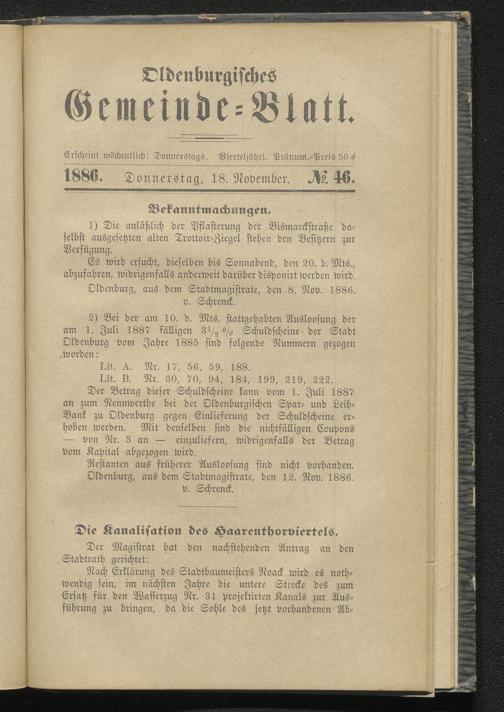 Oldenburgisches
Gemeinde-Blatt.
Erscheint wöchentlich: Donnerstags. Vierteljährl. Pränum.-Preis 50 ₰
1886. Donnerstag, 18. November. № 46.
Bekanntmachungen.
1) Die anläßlich der Pflasterung der Bismarckstraße da-
selbst ausgesetzten alten Trottoir-Ziegel stehen den Besitzern zur
Verfügung.
Es wird ersucht, dieselben bis Sonnabend, den 20. d. Mts.,
abzufahren, widrigenfalls anderweit darüber disponirt werden wird.
Oldenburg, aus dem Stadtmagistrate, den 8. Nov. 1886.
v. Schrenck.
2) Bei der am 10. d. Mts. stattgehabten Ausloosung der
am 1. Juli 1887 fälligen 3½ % Schuldscheine der Stadt
Oldenburg vom Jahre 1885 sind folgende Nummern gezogen
worden:
Lit. A. Nr. 17, 56, 59, 188.
Lit. B. Nr. 30, 70, 94, 184, 199, 219, 222.
Der Betrag dieser Schuldscheine kann vom 1. Juli 1887
an zum Nennwerthe bei der Oldenburgischen Spar- und Leih-
Bank zu Oldenburg gegen Einlieferung der Schuldscheine er-
hoben werden. Mit denselben sind die nichtfälligen Coupons
— von Nr. 3 an — einzuliefern, widrigenfalls der Betrag
vom Kapital abgezogen wird.
Restanten aus früherer Ausloosung sind nicht vorhanden.
Oldenburg, aus dem Stadtmagistrate, den 12. Nov. 1886.
v. Schrenck.
Die Kanalisation des Haarenthorviertels.
Der Magistrat hat den nachstehenden Antrag an den
Stadtrath gerichtet:
Nach Erklärung des Stadtbaumeisters Noack wird es noth-
wendig sein, im nächsten Jahre die untere Strecke des zum
Ersatz für den Wasserzug Nr. 31 projektirten Kanals zur Aus-
führung zu bringen, da die Sohle des jetzt vorhandenen Ab-